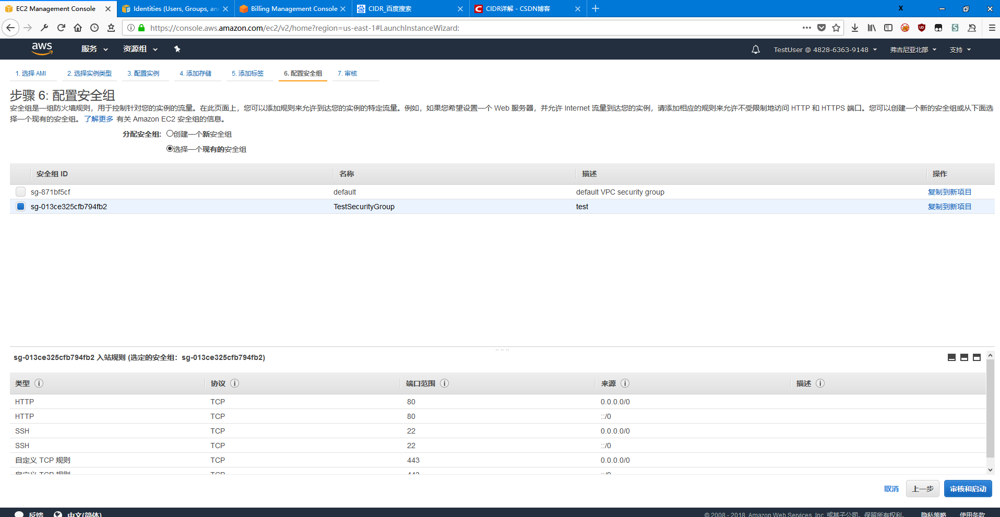 EC2 Management Console
Identities (Users, Groups, an
Billing Management Console
CIDR_百度搜索
CIDR详解 - CSDN博客
https://console.aws.amazon.com/ec2/v2/home?region=us-east-1#LaunchInstanceWizard:
aws 服务 资源组 TestUser @ 4828-6363-9148 弗吉尼亚北部 支持
1. 选择 AMI 2. 选择实例类型 3. 配置实例 4. 添加存储 5. 添加标签 6. 配置安全组 7. 审核
步骤 6: 配置安全组
安全组是一组防火墙规则，用于控制针对您的实例的流量。在此页面上，您可以添加规则来允许到达您的实例的特定流量。例如，如果您希望设置一个 Web 服务器，并允许 Internet 流量到达您的实例，请添加相应的规则来允许不受限制地访问 HTTP 和 HTTPS 端口。您可以创建一个新的安全组或从下面选
择一个现有的安全组。 了解更多 有关 Amazon EC2 安全组的信息。
分配安全组: 创建一个新安全组
选择一个现有的安全组
安全组 ID 名称 描述 操作
sg-871bf5cf default default VPC security group 复制到新项目
sg-013ce325cfb794fb2 TestSecurityGroup test 复制到新项目
sg-013ce325cfb794fb2 入站规则 (选定的安全组：sg-013ce325cfb794fb2)
类型 协议 端口范围 来源 描述
HTTP TCP 80 0.0.0.0/0
HTTP TCP 80 ::/0
SSH TCP 22 0.0.0.0/0
SSH TCP 22 ::/0
自定义 TCP 规则 TCP 443 0.0.0.0/0
自定义 TCP 规则 TCP 443 ::/0
取消 上一步 审核和启动
反馈 中文(简体) © 2008 - 2018, Amazon Web Services, Inc. 或其子公司。保留所有权利。 隐私策略 使用条款